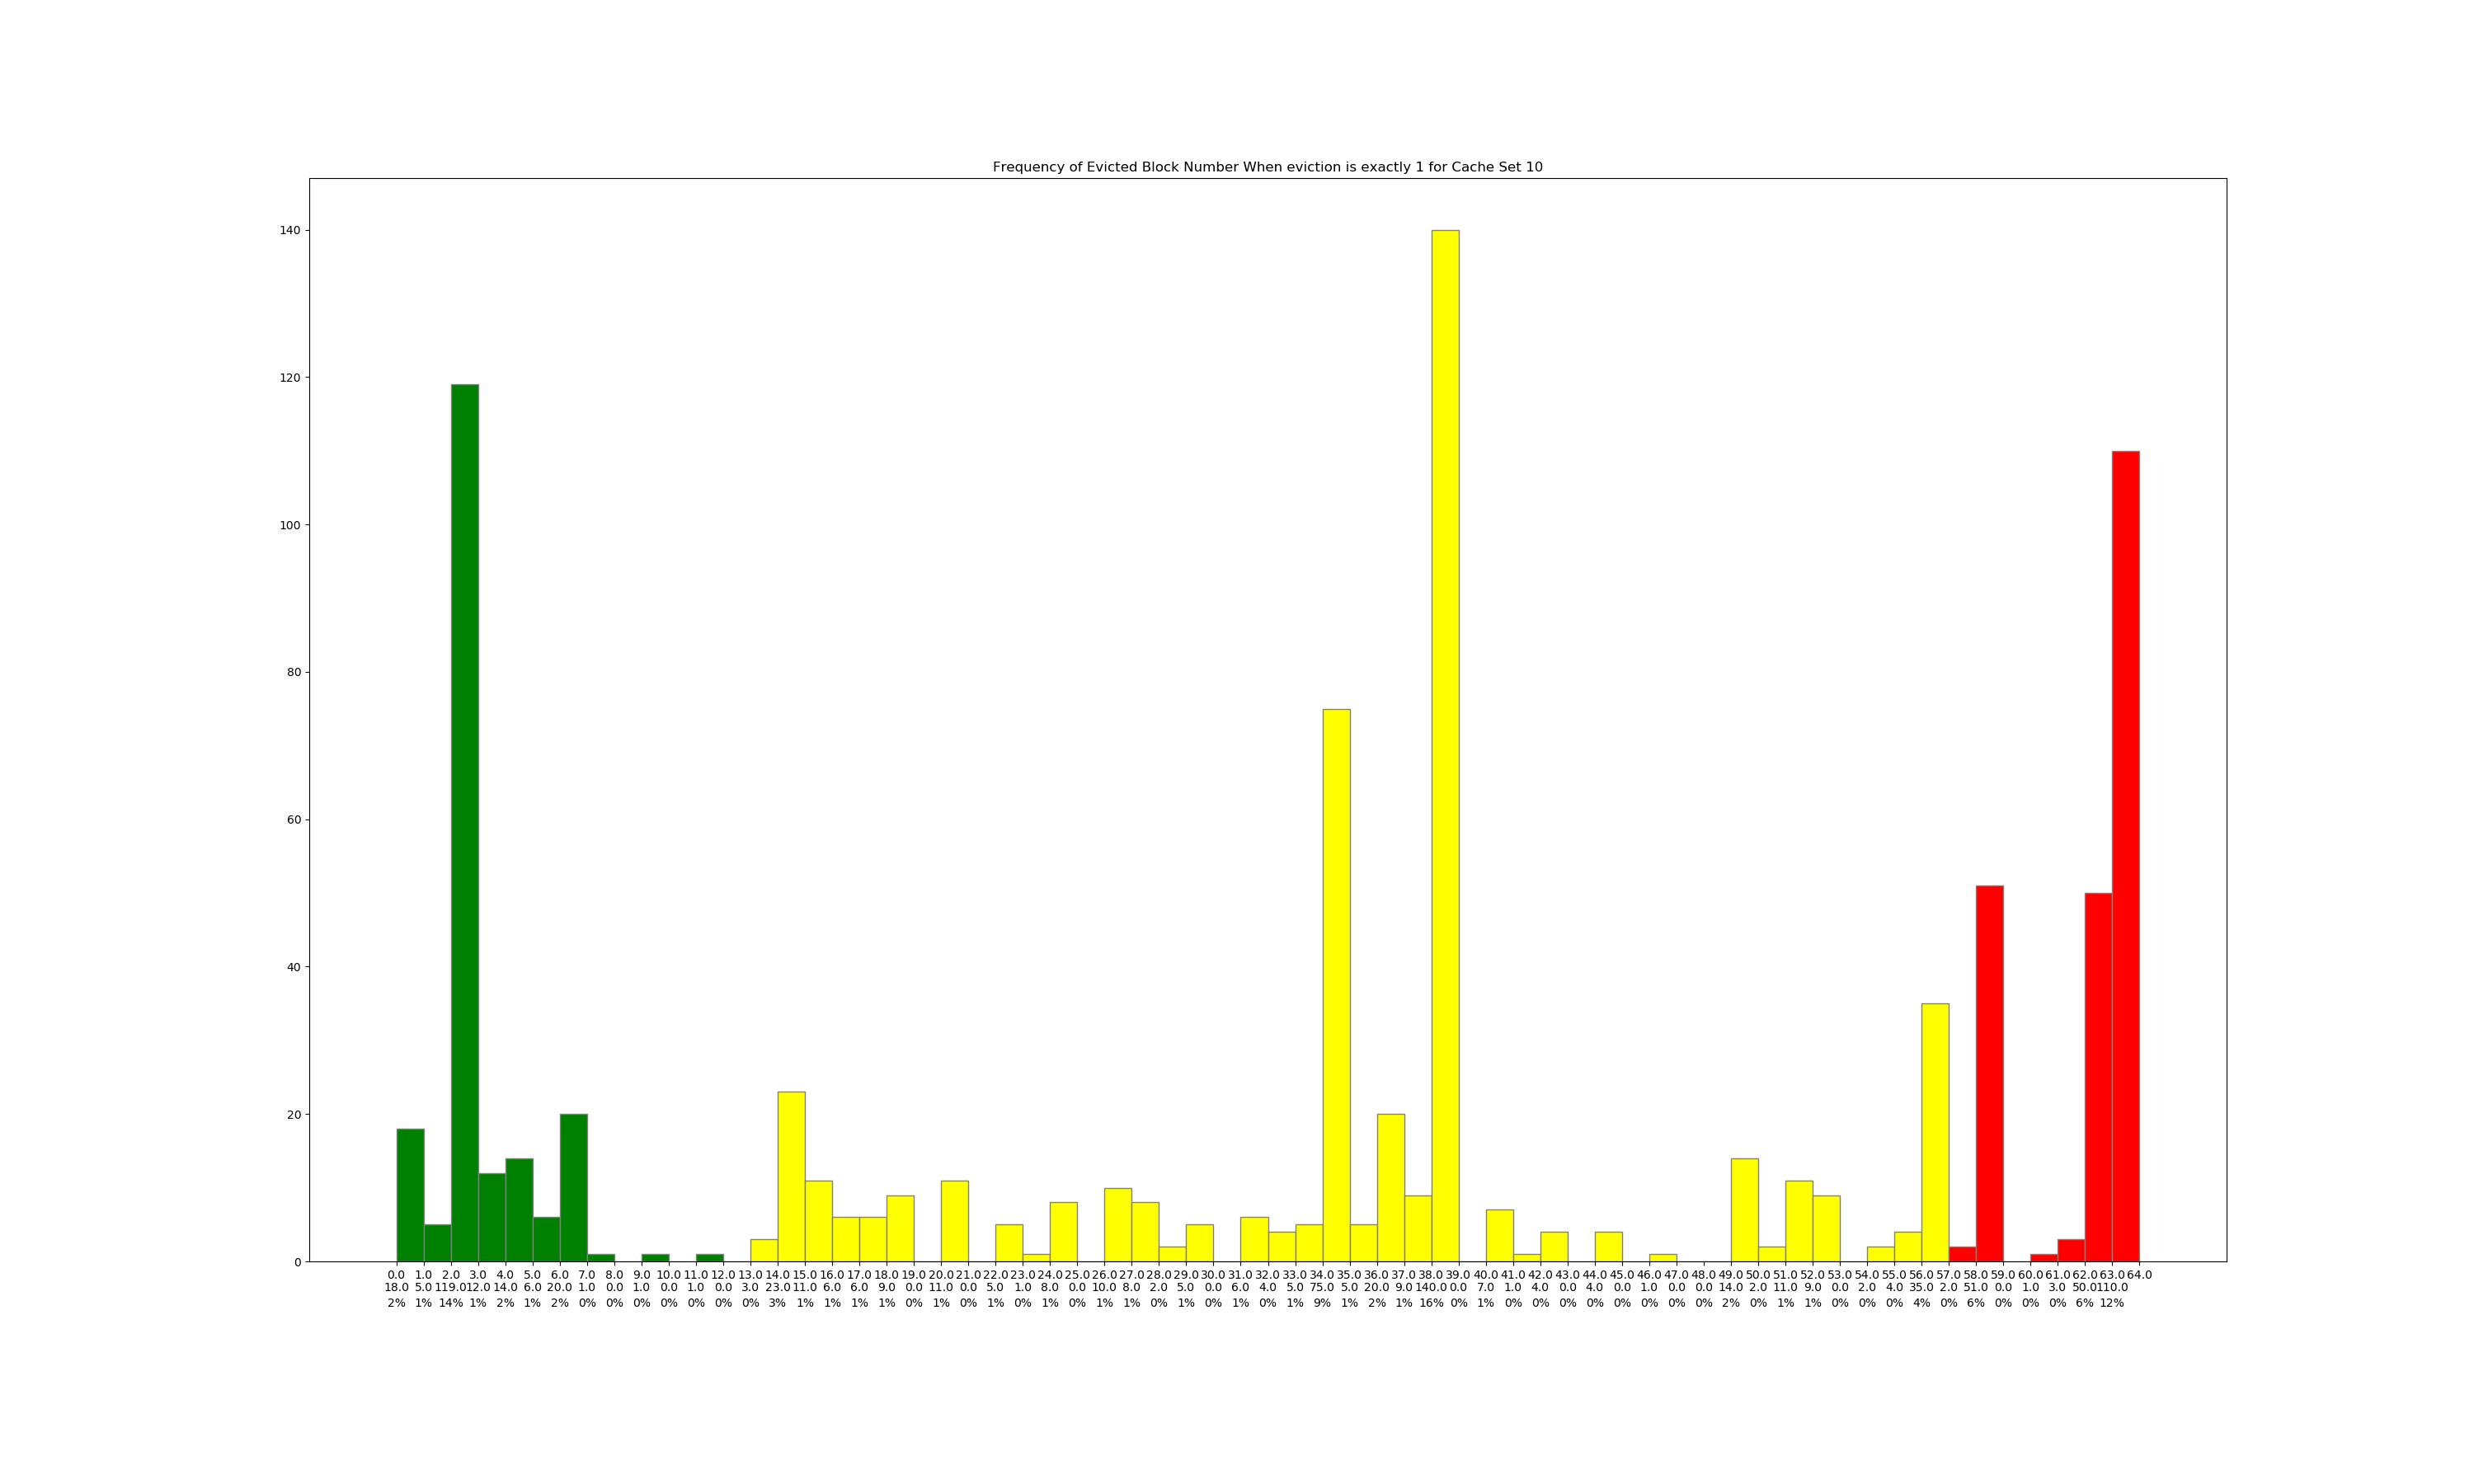 Frequency of Evicted Block Number When eviction is exactly 1 for Cache Set 10
140
120
100
80
60
40
20
0
0.0 1.0 2.0 3.0 4.0 5.0 6.0 7.0 8.0 9.0 10.0 11.0 12.0 13.0 14.0 15.0 16.0 17.0 18.0 19.0 20.0 21.0 22.0 23.0 24.0 25.0 26.0 27.0 28.0 29.0 30.0 31.0 32.0 33.0 34.0 35.0 36.0 37.0 38.0 39.0 40.0 41.0 42.0 43.0 44.0 45.0 46.0 47.0 48.0 49.0 50.0 51.0 52.0 53.0 54.0 55.0 56.0 57.0 58.0 59.0 60.0 61.0 62.0 63.0 64.0
18.0 5.0 119.0 12.0 14.0 6.0 20.0 1.0 0.0 1.0 0.0 1.0 0.0 3.0 23.0 11.0 6.0 6.0 9.0 0.0 11.0 0.0 5.0 1.0 8.0 0.0 10.0 8.0 2.0 5.0 0.0 6.0 4.0 5.0 75.0 5.0 20.0 9.0 140.0 0.0 7.0 1.0 4.0 0.0 4.0 0.0 1.0 0.0 0.0 14.0 2.0 11.0 9.0 0.0 2.0 4.0 35.0 2.0 51.0 0.0 1.0 3.0 50.0 110.0
2% 1% 14% 1% 2% 1% 2% 0% 0% 0% 0% 0% 0% 0% 3% 1% 1% 1% 1% 0% 1% 0% 1% 0% 1% 0% 1% 1% 0% 1% 0% 1% 0% 1% 9% 1% 2% 1% 16% 0% 1% 0% 0% 0% 0% 0% 0% 0% 0% 2% 0% 1% 1% 0% 0% 0% 4% 0% 6% 0% 0% 0% 6% 12%